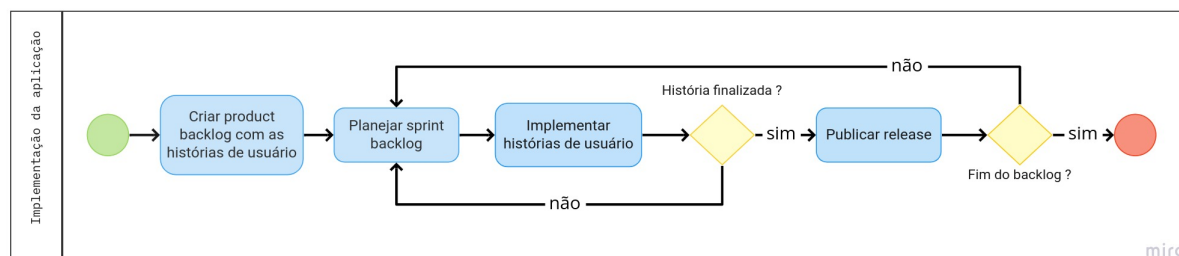 Implementação da aplicação
Criar product
backlog com as
histórias de usuário
Planejar sprint
backlog
Implementar
histórias de usuário
História finalizada ?
sim
não
Publicar release
não
sim
Fim do backlog ?
miro